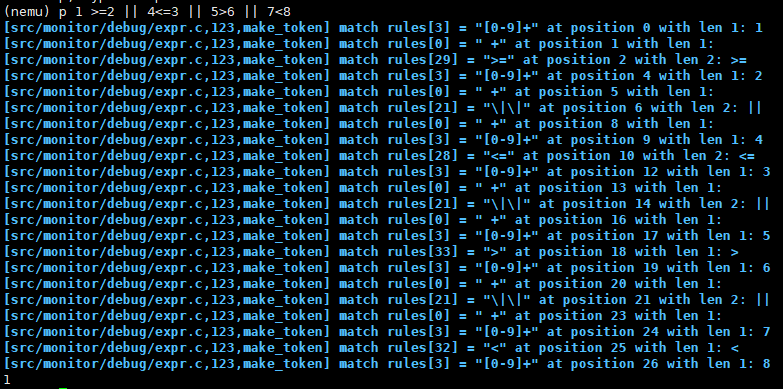 (nemu) p 1 >=2 || 4<=3 || 5>6 || 7<8
[src/monitor/debug/expr.c,123,make_token] match rules[3] = "[0-9]+" at position 0 with len 1: 1
[src/monitor/debug/expr.c,123,make_token] match rules[0] = " +" at position 1 with len 1:
[src/monitor/debug/expr.c,123,make_token] match rules[29] = ">=" at position 2 with len 2: >=
[src/monitor/debug/expr.c,123,make_token] match rules[3] = "[0-9]+" at position 4 with len 1: 2
[src/monitor/debug/expr.c,123,make_token] match rules[0] = " +" at position 5 with len 1:
[src/monitor/debug/expr.c,123,make_token] match rules[21] = "\|\|" at position 6 with len 2: ||
[src/monitor/debug/expr.c,123,make_token] match rules[0] = " +" at position 8 with len 1:
[src/monitor/debug/expr.c,123,make_token] match rules[3] = "[0-9]+" at position 9 with len 1: 4
[src/monitor/debug/expr.c,123,make_token] match rules[28] = "<=" at position 10 with len 2: <=
[src/monitor/debug/expr.c,123,make_token] match rules[3] = "[0-9]+" at position 12 with len 1: 3
[src/monitor/debug/expr.c,123,make_token] match rules[0] = " +" at position 13 with len 1:
[src/monitor/debug/expr.c,123,make_token] match rules[21] = "\|\|" at position 14 with len 2: ||
[src/monitor/debug/expr.c,123,make_token] match rules[0] = " +" at position 16 with len 1:
[src/monitor/debug/expr.c,123,make_token] match rules[3] = "[0-9]+" at position 17 with len 1: 5
[src/monitor/debug/expr.c,123,make_token] match rules[33] = ">" at position 18 with len 1: >
[src/monitor/debug/expr.c,123,make_token] match rules[3] = "[0-9]+" at position 19 with len 1: 6
[src/monitor/debug/expr.c,123,make_token] match rules[0] = " +" at position 20 with len 1:
[src/monitor/debug/expr.c,123,make_token] match rules[21] = "\|\|" at position 21 with len 2: ||
[src/monitor/debug/expr.c,123,make_token] match rules[0] = " +" at position 23 with len 1:
[src/monitor/debug/expr.c,123,make_token] match rules[3] = "[0-9]+" at position 24 with len 1: 7
[src/monitor/debug/expr.c,123,make_token] match rules[32] = "<" at position 25 with len 1: <
[src/monitor/debug/expr.c,123,make_token] match rules[3] = "[0-9]+" at position 26 with len 1: 8
1